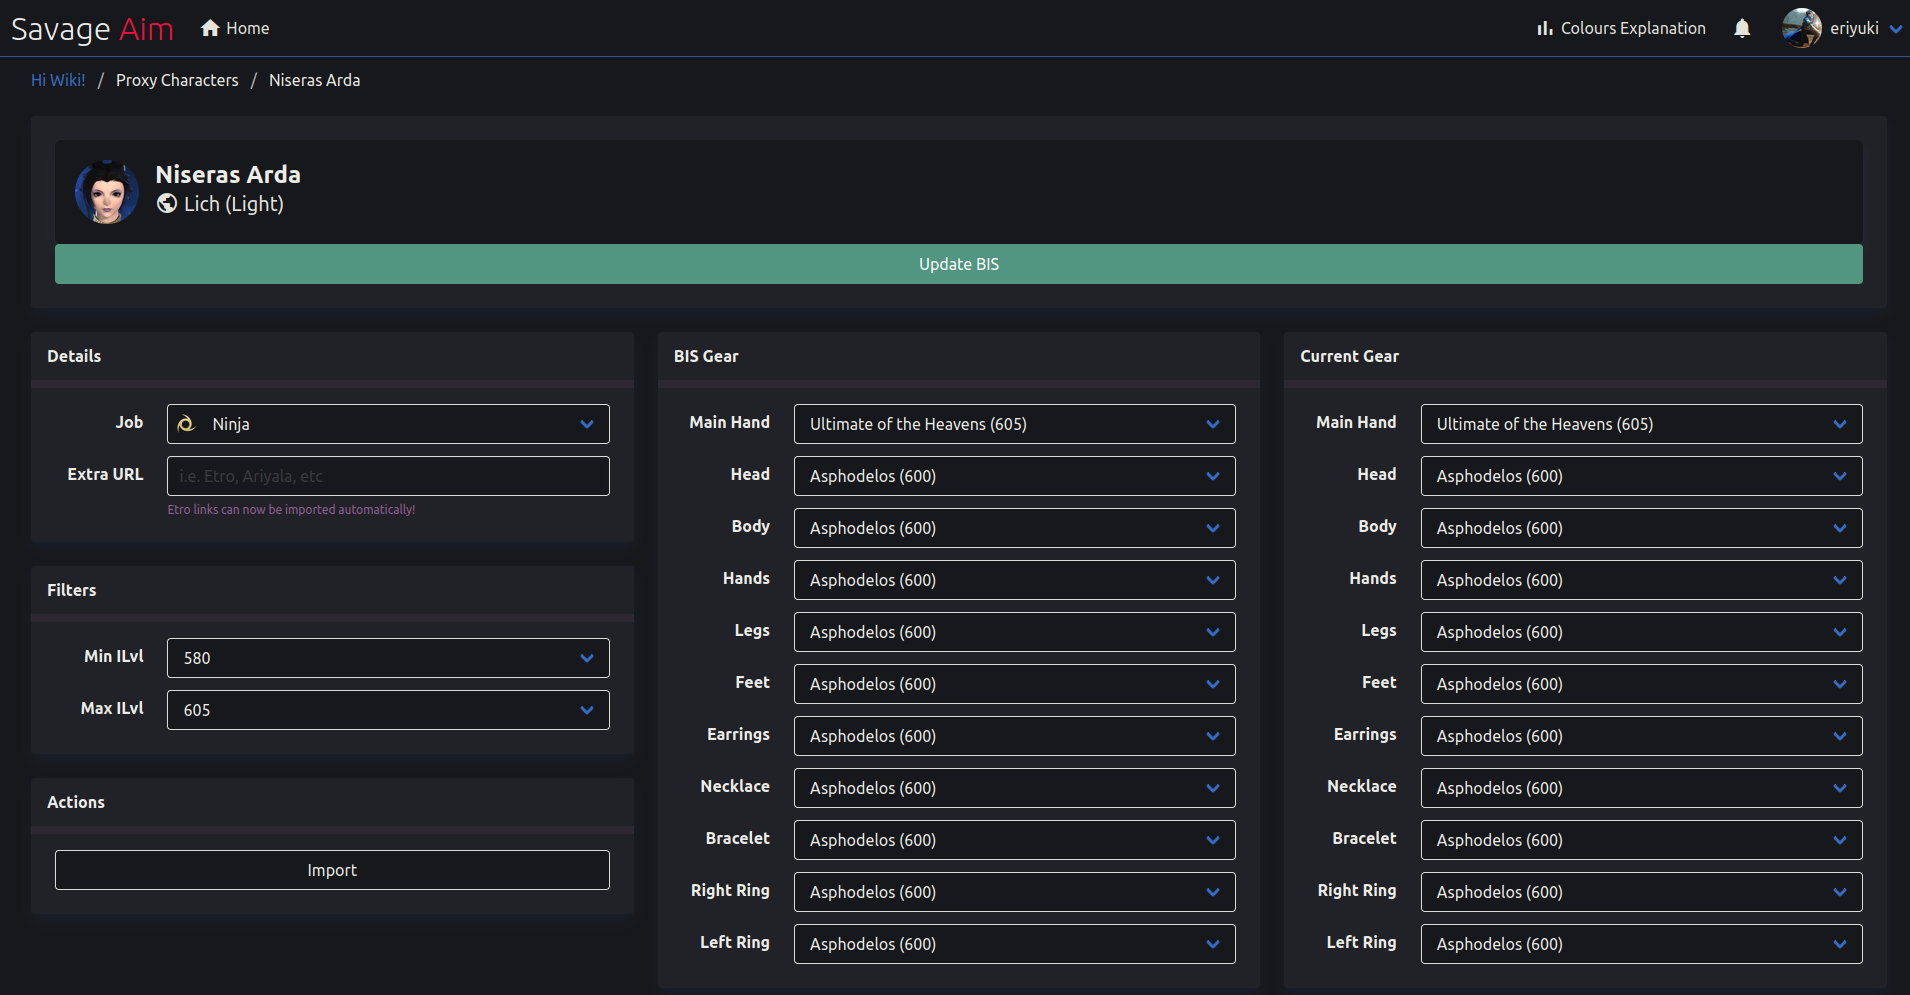 Savage Aim
Home
Colours Explanation
eriyuki
Hi Wiki! / Proxy Characters / Niseras Arda
Niseras Arda
Lich (Light)
Update BIS
Details
Job
Ninja
Extra URL
i.e. Etro, Ariyala, etc
Etro links can now be imported automatically!
Filters
Min ILvl
580
Max ILvl
605
Actions
Import
BIS Gear
Main Hand
Ultimate of the Heavens (605)
Head
Asphodelos (600)
Body
Asphodelos (600)
Hands
Asphodelos (600)
Legs
Asphodelos (600)
Feet
Asphodelos (600)
Earrings
Asphodelos (600)
Necklace
Asphodelos (600)
Bracelet
Asphodelos (600)
Right Ring
Asphodelos (600)
Left Ring
Asphodelos (600)
Current Gear
Main Hand
Ultimate of the Heavens (605)
Head
Asphodelos (600)
Body
Asphodelos (600)
Hands
Asphodelos (600)
Legs
Asphodelos (600)
Feet
Asphodelos (600)
Earrings
Asphodelos (600)
Necklace
Asphodelos (600)
Bracelet
Asphodelos (600)
Right Ring
Asphodelos (600)
Left Ring
Asphodelos (600)